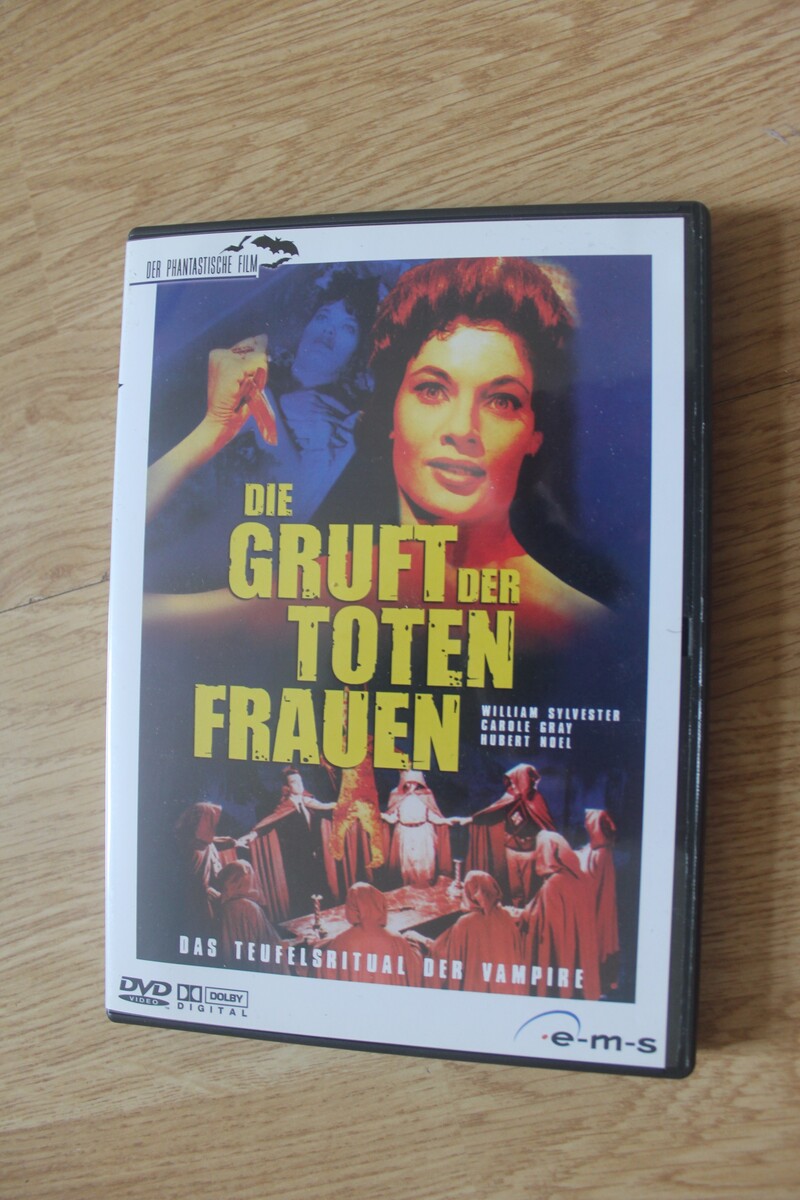 DER PHANTASTISCHE FILM
DIE
GRUFT DER
TOTEN
FRAUEN
WILLIAM SYLVESTER
CAROLE GRAY
HUBERT NOEL
DAS TEUFELSRITUAL DER VAMPIRE
DVD
VIDEO
DOLBY
DIGITAL
e-m-s